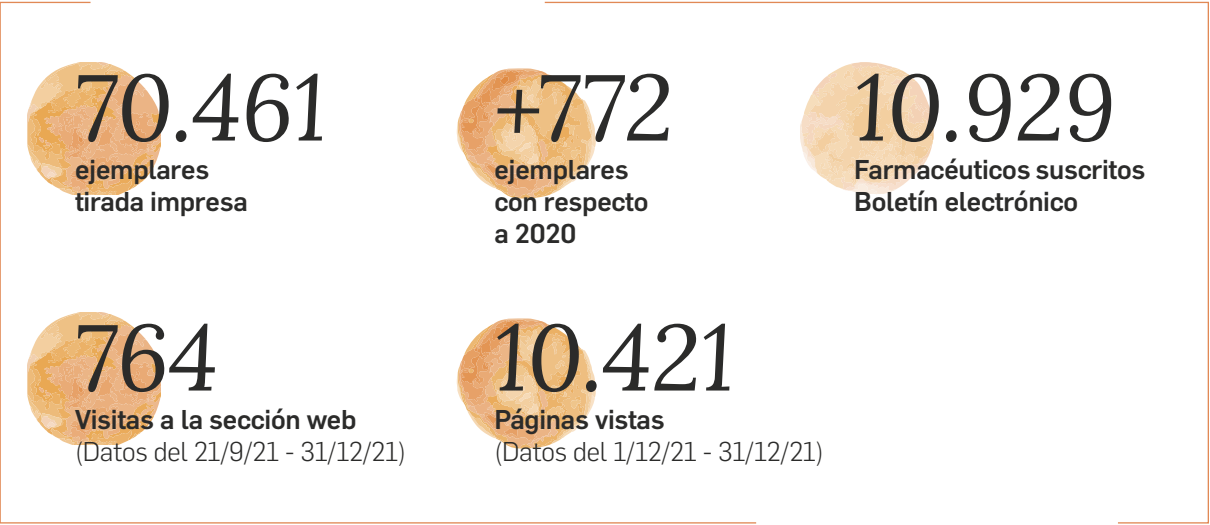 70.461
ejemplares
tirada impresa
+772
ejemplares
con respecto
a 2020
10.929
Farmacéuticos suscritos
Boletín electrónico
764
Visitas a la sección web
(Datos del 21/9/21 - 31/12/21)
10.421
Páginas vistas
(Datos del 1/12/21 - 31/12/21)